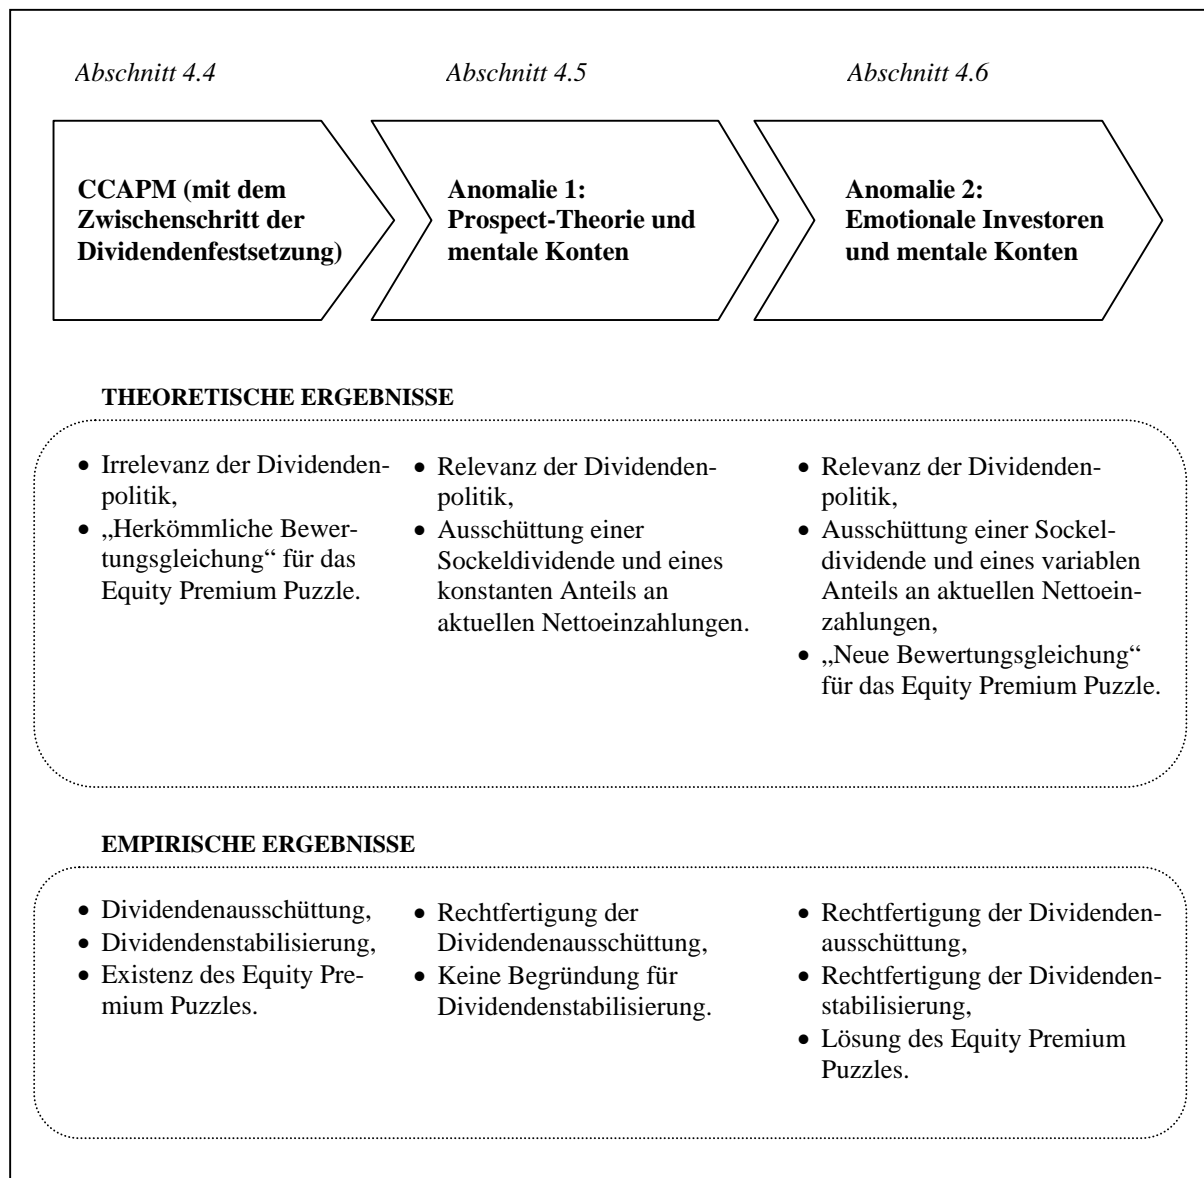 Abschnitt 4.4
Abschnitt 4.5
Abschnitt 4.6
CCAPM (mit dem
Zwischenschritt der
Dividendenfestsetzung)
Anomalie 1:
Prospect-Theorie und
mentale Konten
Anomalie 2:
Emotionale Investoren
und mentale Konten
THEORETISCHE ERGEBNISSE
• Irrelevanz der Dividenden-
politik,
• „Herkömmliche Bewer-
tungsgleichung“ für das
Equity Premium Puzzle.
• Relevanz der Dividenden-
politik,
• Ausschüttung einer
Sockeldividende und eines
konstanten Anteils an
aktuellen Nettoeinzahlungen.
• Relevanz der Dividenden-
politik,
• Ausschüttung einer Sockel-
dividende und eines variablen
Anteils an aktuellen Nettoein-
zahlungen,
• „Neue Bewertungsgleichung“
für das Equity Premium Puzzle.
EMPIRISCHE ERGEBNISSE
• Dividendenausschüttung,
• Dividendenstabilisierung,
• Existenz des Equity Pre-
mium Puzzles.
• Rechtfertigung der
Dividendenausschüttung,
• Keine Begründung für
Dividendenstabilisierung.
• Rechtfertigung der Dividenden-
ausschüttung,
• Rechtfertigung der Dividenden-
stabilisierung,
• Lösung des Equity Premium
Puzzles.